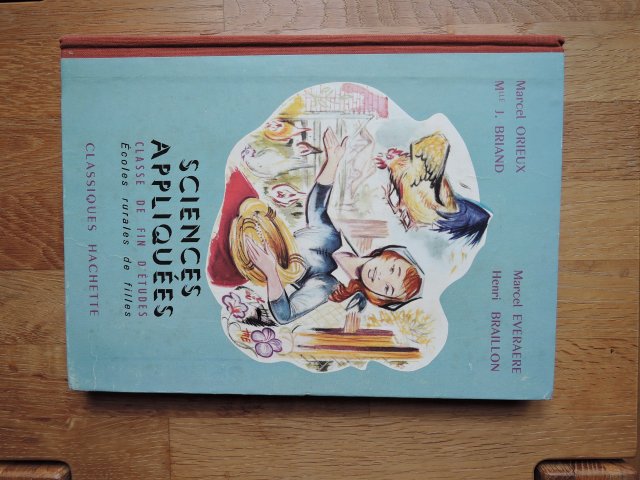 Marcel ORIEUX
MLLE J. BRIAND
Marcel EVERAERE
Henri BRAILLON
SCIENCES
APPLIQUÉES
CLASSE DE FIN D'ÉTUDES
Ecoles rurales de filles
CLASSIQUES HACHETTE